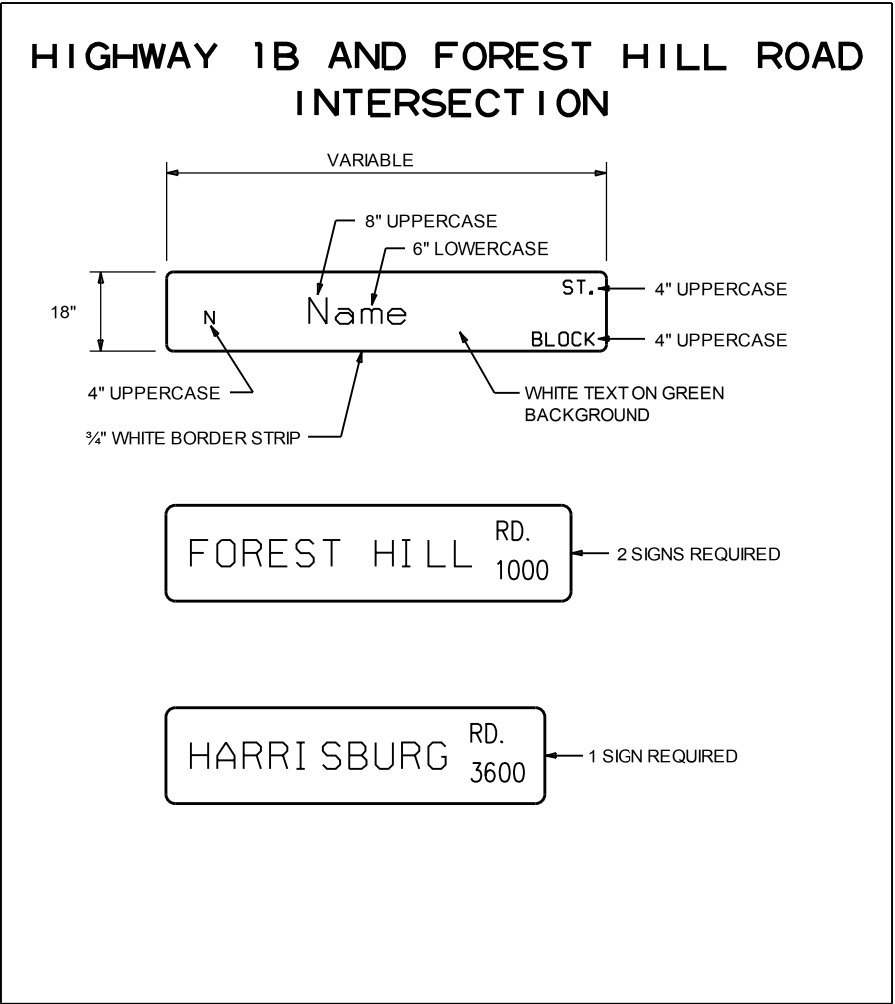 HIGHWAY 1B AND FOREST HILL ROAD
INTERSECTION
VARIABLE
8" UPPERCASE
6" LOWERCASE
18"
N
Name
ST.
4" UPPERCASE
BLOCK
4" UPPERCASE
4" UPPERCASE
WHITE TEXT ON GREEN
BACKGROUND
¾" WHITE BORDER STRIP
FOREST HILL
RD.
1000
2 SIGNS REQUIRED
HARRISBURG
RD.
3600
1 SIGN REQUIRED